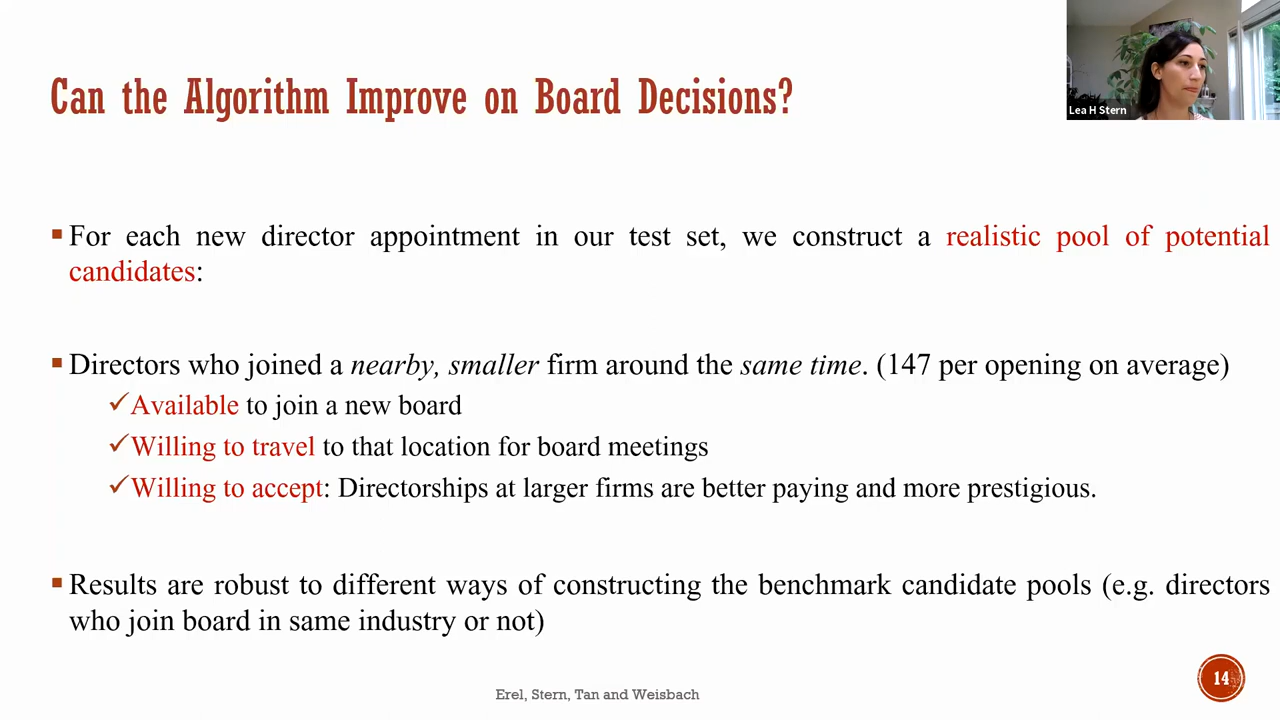 Can the Algorithm Improve on Board Decisions?
Lea H Stern
▪ For each new director appointment in our test set, we construct a realistic pool of potential
candidates:
▪ Directors who joined a nearby, smaller firm around the same time. (147 per opening on average)
✓Available to join a new board
✓Willing to travel to that location for board meetings
✓Willing to accept: Directorships at larger firms are better paying and more prestigious.
▪ Results are robust to different ways of constructing the benchmark candidate pools (e.g. directors
who join board in same industry or not)
Erel, Stern, Tan and Weisbach
14